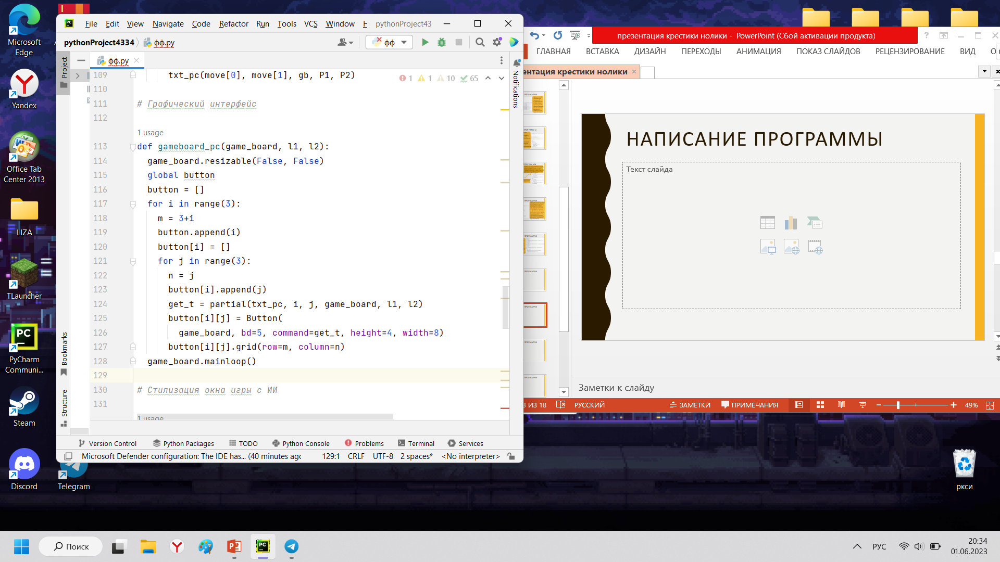 Microsoft
Edge
Yandex
Office Tab
Center 2013
LIZA
TLauncher
PyCharm
Communi...
Steam
Discord
Telegram
File Edit View Navigate Code Refactor Run Tools VCS Window H pythonProject43
pythonProject4334 фф.py фф
Project
фф.py
1 1 10 65
109 txt_pc(move[0], move[1], gb, P1, P2)
110
111 # Графический интерфейс
112
1 usage
113 def gameboard_pc(game_board, l1, l2):
114 game_board.resizable(False, False)
115 global button
116 button = []
117 for i in range(3):
118 m = 3+i
119 button.append(i)
120 button[i] = []
121 for j in range(3):
122 n = j
123 button[i].append(j)
124 get_t = partial(txt_pc, i, j, game_board, l1, l2)
125 button[i][j] = Button(
126 game_board, bd=5, command=get_t, height=4, width=8)
127 button[i][j].grid(row=m, column=n)
128 game_board.mainloop()
129
130 # Стилизация окна игры с ИИ
131
1 usage
Notifications
Bookmarks
Structure
Version Control Python Packages TODO Python Console Problems Terminal Services
Microsoft Defender configuration: The IDE has... (40 minutes ago 129:1 CRLF UTF-8 2 spaces* <No interpreter>
презентация крестики нолики - PowerPoint (Сбой активации продукта)
ГЛАВНАЯ ВСТАВКА ДИЗАЙН ПЕРЕХОДЫ АНИМАЦИЯ ПОКАЗ СЛАЙДОВ РЕЦЕНЗИРОВАНИЕ ВИД
ентация крестики нолики
НАПИСАНИЕ ПРОГРАММЫ
Текст слайда
Заметки к слайду
3 ИЗ 18 РУССКИЙ ЗАМЕТКИ ПРИМЕЧАНИЯ 49%
ркси
Поиск
РУС
20:34
01.06.2023